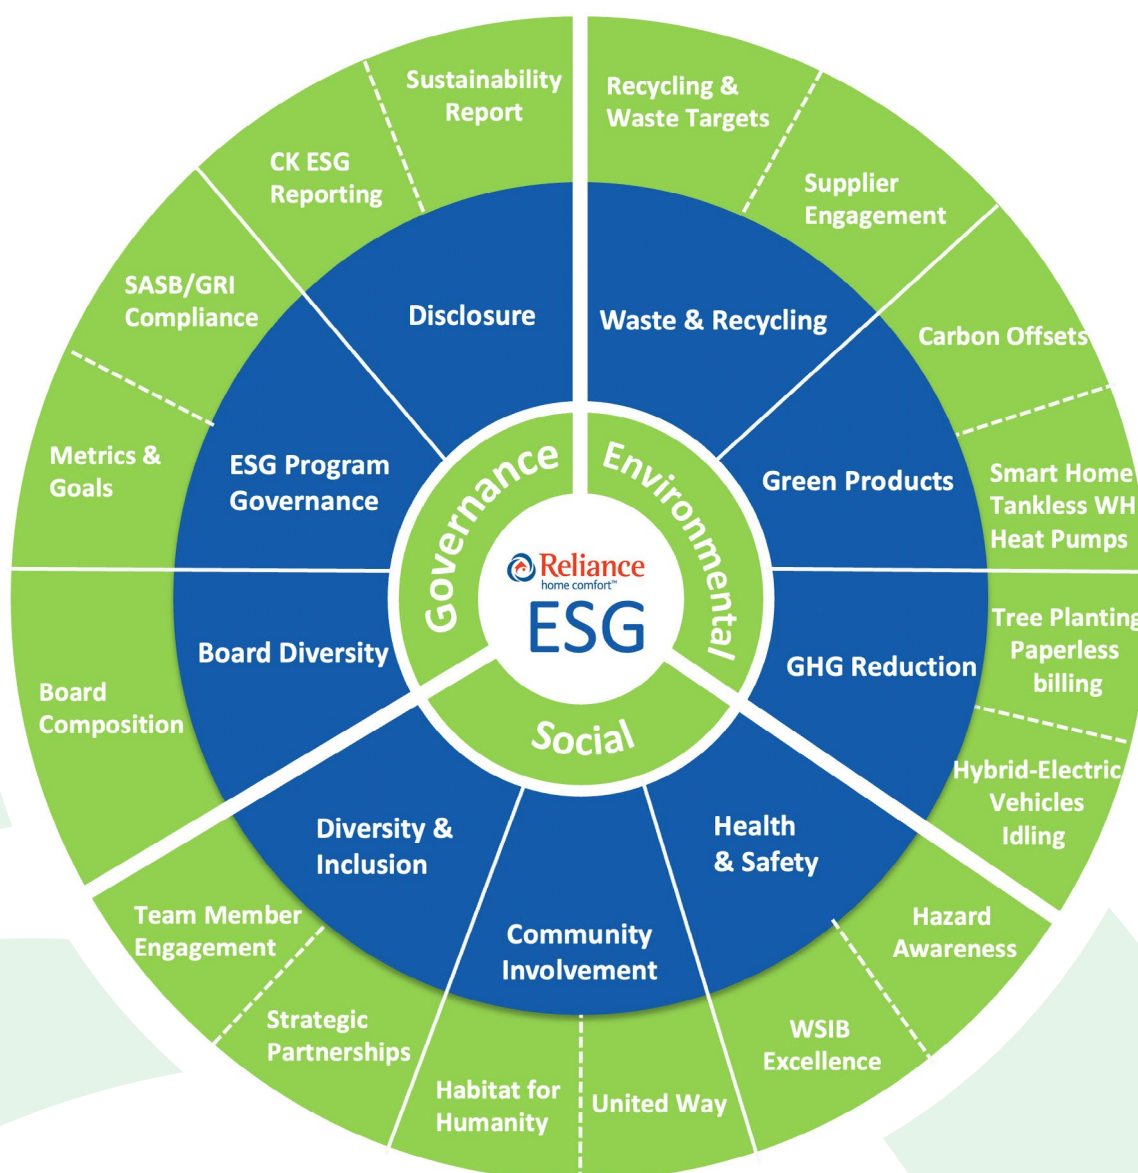 Sustainability
Report
Recycling &
Waste Targets
CK ESG
Reporting
Supplier
Engagement
SASB/GRI
Compliance
Disclosure
Waste & Recycling
Carbon Offsets
Metrics &
Goals
ESG Program
Governance
Governance
Environmental
Green Products
Smart Home
Tankless WH
Heat Pumps
Reliance
home comfort™
ESG
Board Diversity
GHG Reduction
Tree Planting
Paperless
billing
Board
Composition
Social
Hybrid-Electric
Vehicles
Idling
Diversity &
Inclusion
Health
& Safety
Community
Involvement
Team Member
Engagement
Hazard
Awareness
Strategic
Partnerships
WSIB
Excellence
Habitat for
Humanity
United Way